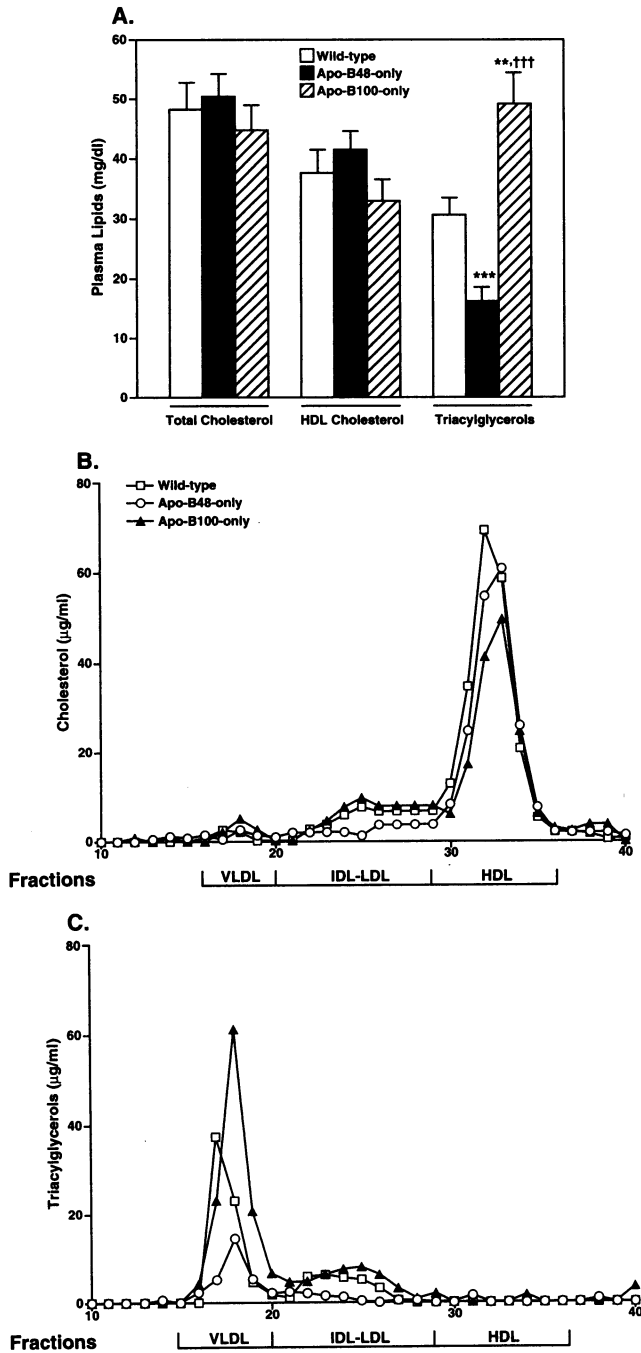 A.
60
50
40
30
20
10
0
Plasma Lipids (mg/dl)
Wild-type
Apo-B48-only
Apo-B100-only
***
**,†††
Total Cholesterol HDL Cholesterol Triacylglycerols
B.
80
60
40
20
0
Cholesterol (μg/ml)
Wild-type
Apo-B48-only
Apo-B100-only
10 20 30 40
Fractions VLDL IDL-LDL HDL
C.
80
60
40
20
0
Triacylglycerols (μg/ml)
10 20 30 40
Fractions VLDL IDL-LDL HDL